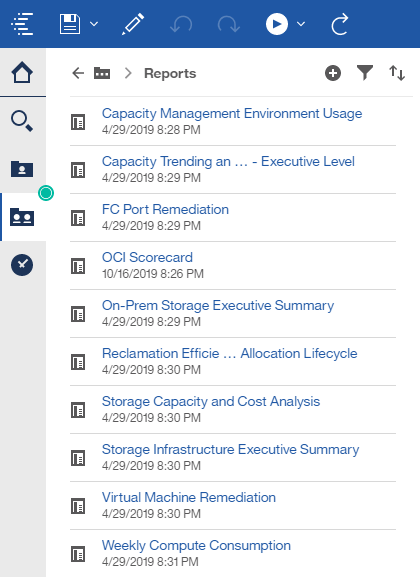 Reports
Capacity Management Environment Usage
4/29/2019 8:28 PM
Capacity Trending an … - Executive Level
4/29/2019 8:29 PM
FC Port Remediation
4/29/2019 8:29 PM
OCI Scorecard
10/16/2019 8:26 PM
On-Prem Storage Executive Summary
4/29/2019 8:29 PM
Reclamation Efficie … Allocation Lifecycle
4/29/2019 8:30 PM
Storage Capacity and Cost Analysis
4/29/2019 8:30 PM
Storage Infrastructure Executive Summary
4/29/2019 8:30 PM
Virtual Machine Remediation
4/29/2019 8:30 PM
Weekly Compute Consumption
4/29/2019 8:31 PM